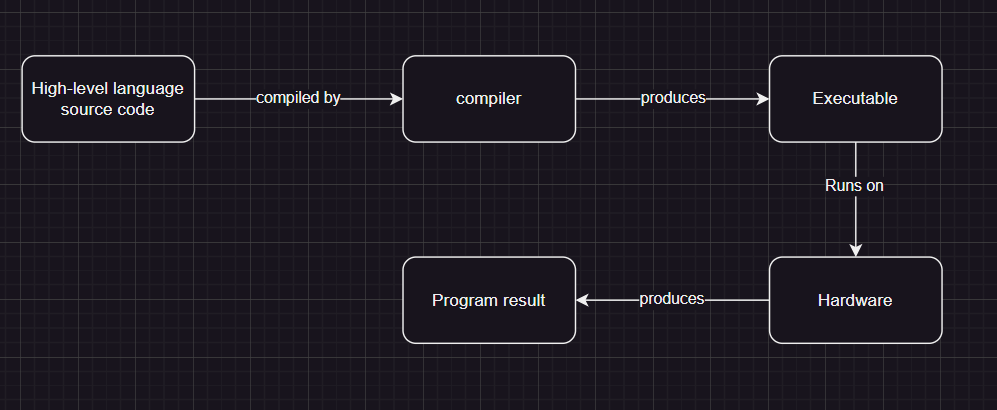 High-level language
source code
compiled by
compiler
produces
Executable
Runs on
Hardware
produces
Program result